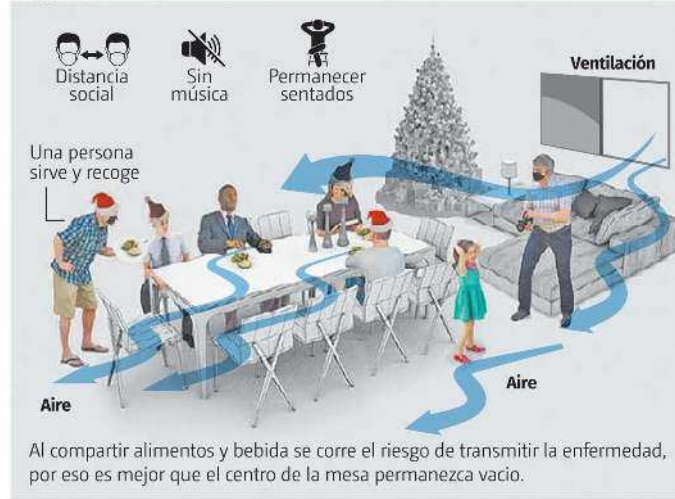 Distancia
social
Sin
música
Permanecer
sentados
Ventilación
Una persona
sirve y recoge
Aire
Aire
Al compartir alimentos y bebida se corre el riesgo de transmitir la enfermedad,
por eso es mejor que el centro de la mesa permanezca vacio.